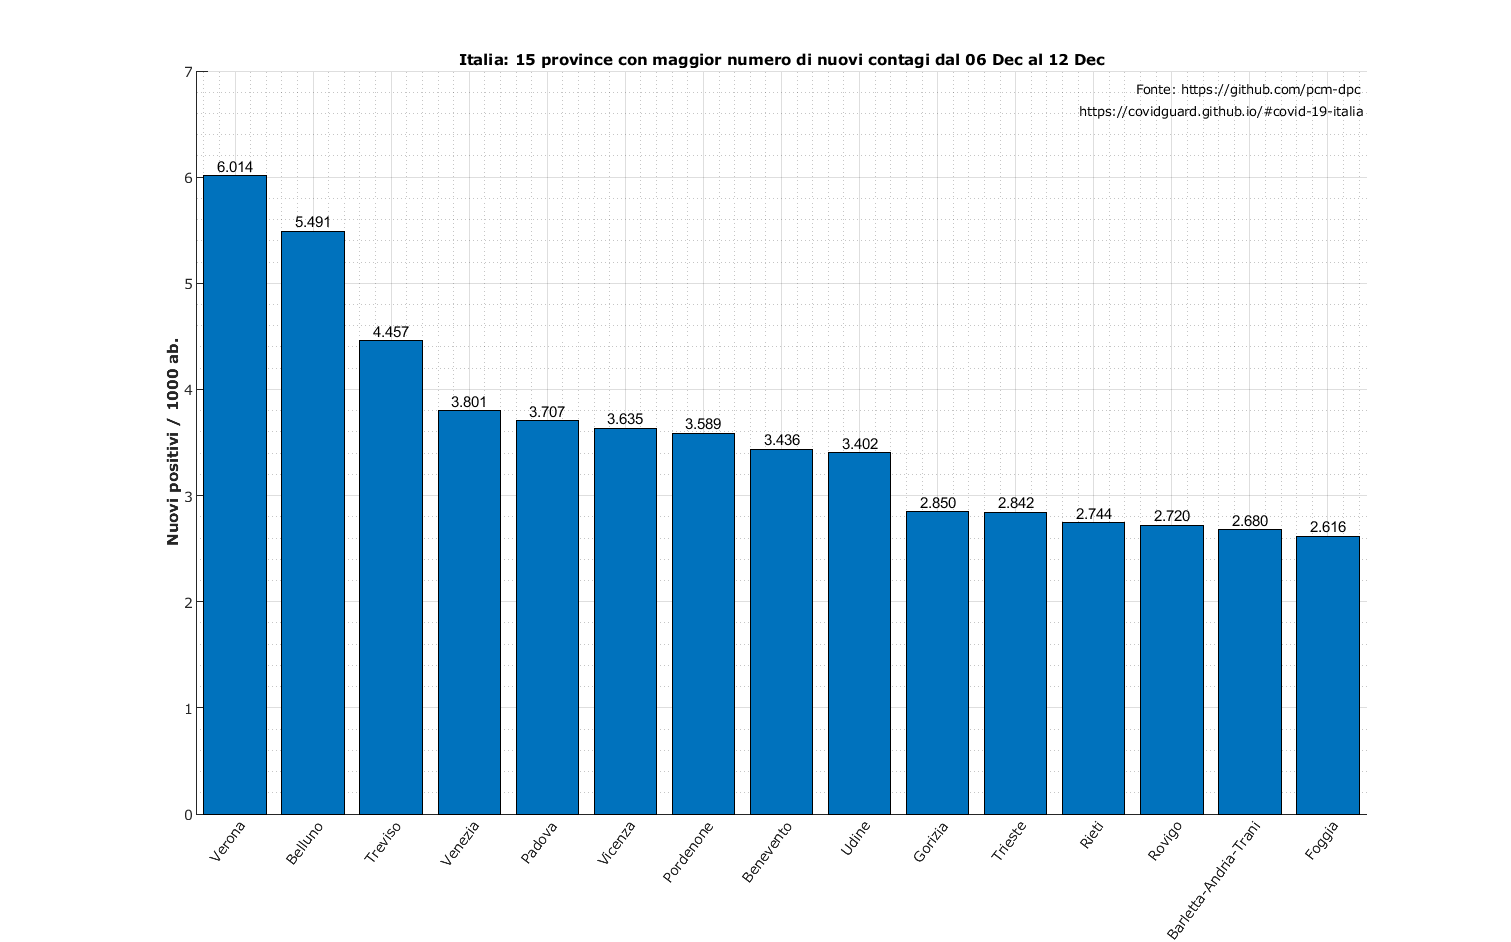 Italia: 15 province con maggior numero di nuovi contagi dal 06 Dec al 12 Dec
Fonte: https://github.com/pcm-dpc
https://covidguard.github.io/#covid-19-italia
Nuovi positivi / 1000 ab.
7
6
5
4
3
2
1
0
6.014
5.491
4.457
3.801
3.707
3.635
3.589
3.436
3.402
2.850
2.842
2.744
2.720
2.680
2.616
Verona
Belluno
Treviso
Venezia
Padova
Vicenza
Pordenone
Benevento
Udine
Gorizia
Trieste
Rieti
Rovigo
Barletta-Andria-Trani
Foggia